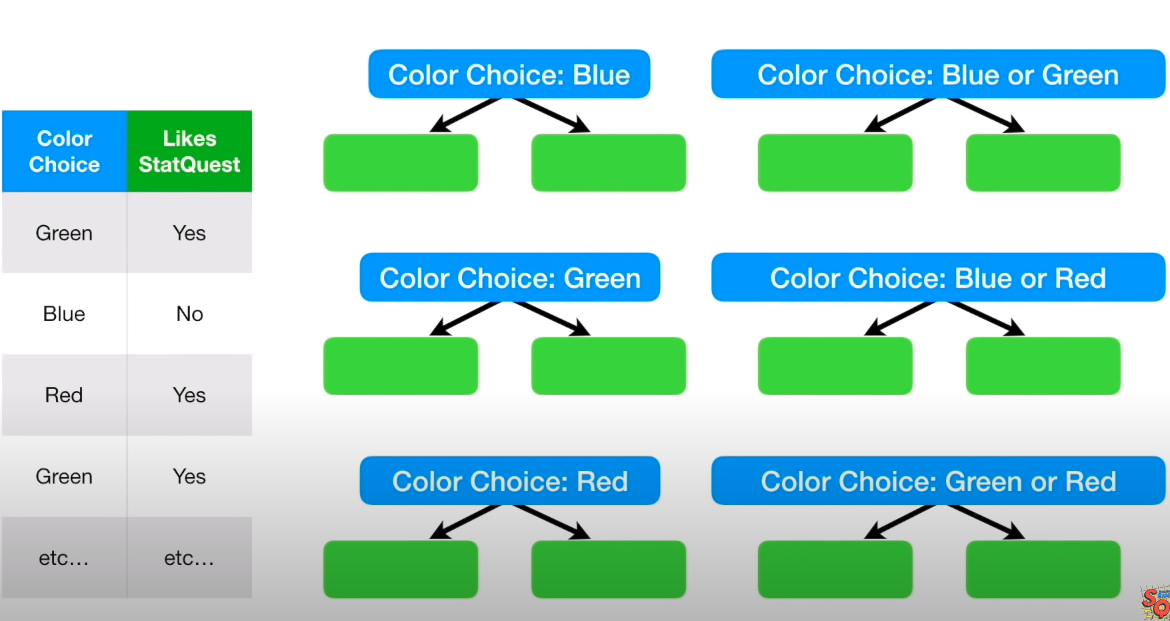 Color Choice: Blue
Color Choice: Blue or Green
Color Choice
Likes StatQuest
Green Yes
Color Choice: Green
Color Choice: Blue or Red
Blue No
Red Yes
Green Yes
Color Choice: Red
Color Choice: Green or Red
etc... etc...